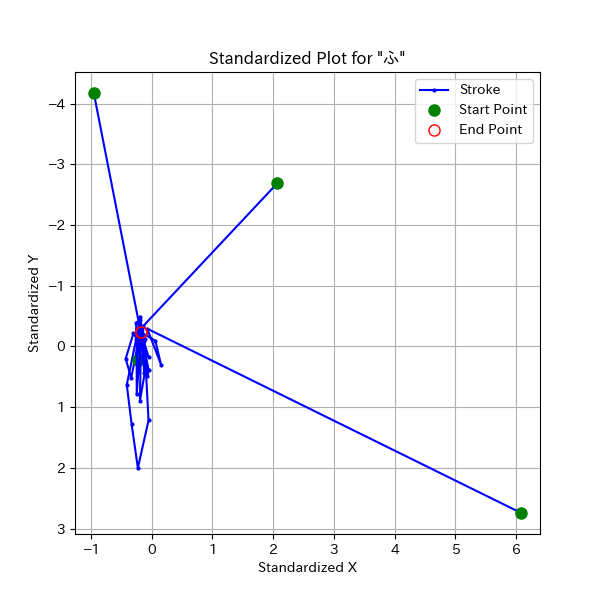 Standardized Plot for "ふ"
Stroke
Start Point
End Point
−4
−3
−2
−1
0
1
2
3
Standardized Y
−1
0
1
2
3
4
5
6
Standardized X